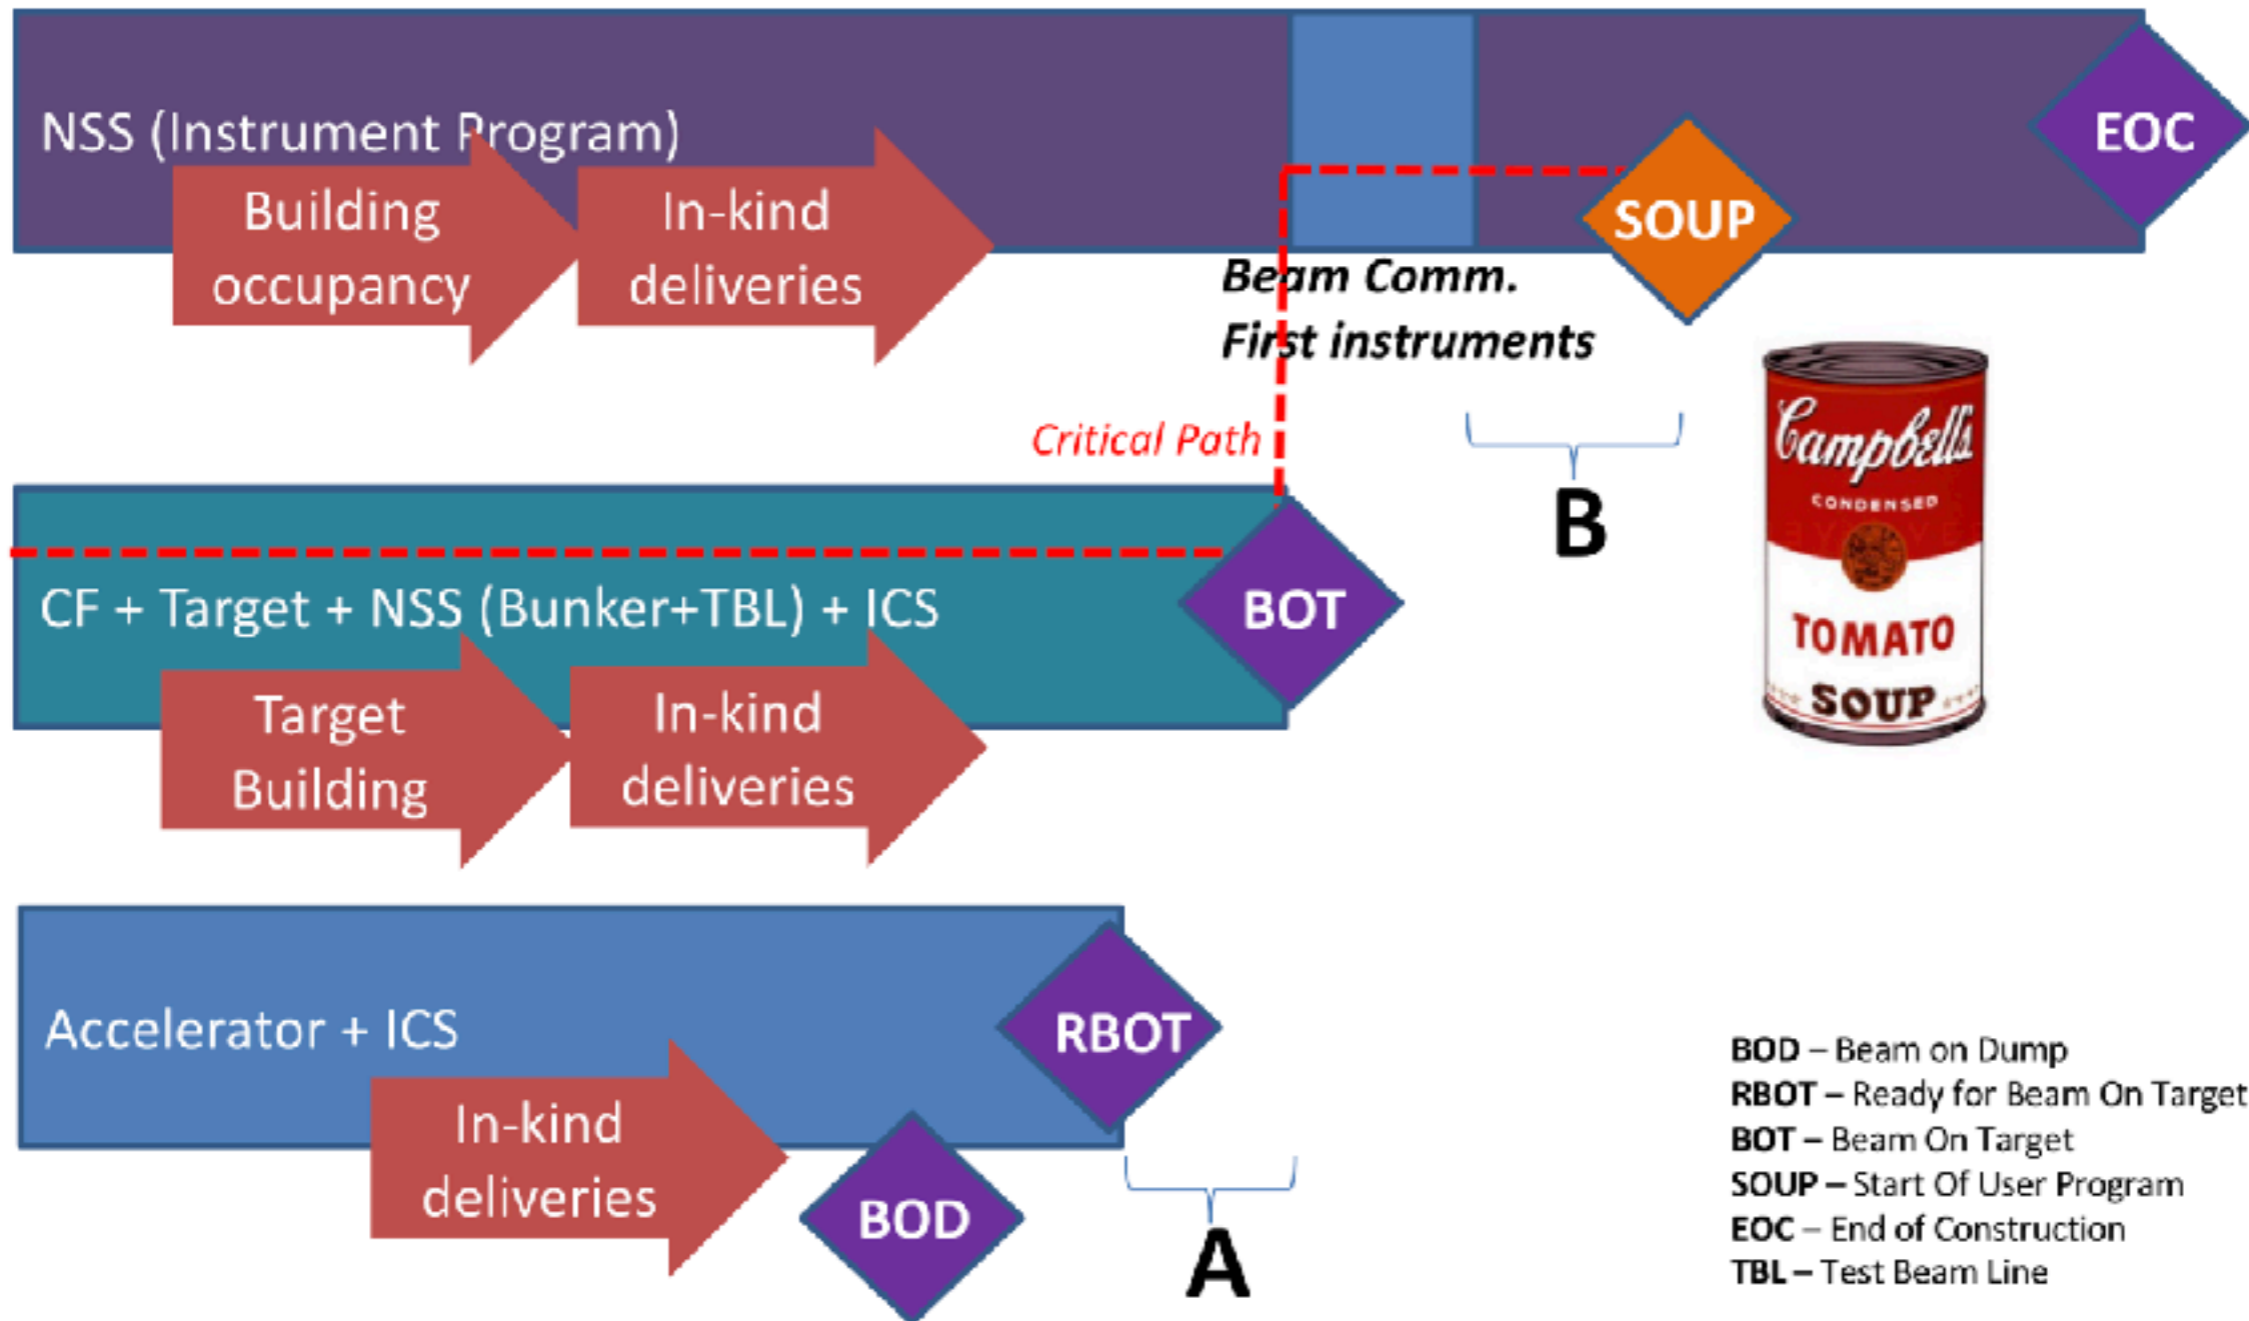 NSS (Instrument Program)
Building
occupancy
In-kind
deliveries
SOUP
EOC
Beam Comm.
First instruments
Critical Path
B
Campbell's
CONDENSED
TOMATO
SOUP
CF + Target + NSS (Bunker+TBL) + ICS
BOT
Target
Building
In-kind
deliveries
Accelerator + ICS
RBOT
In-kind
deliveries
BOD
A
BOD – Beam on Dump
RBOT – Ready for Beam On Target
BOT – Beam On Target
SOUP – Start Of User Program
EOC – End of Construction
TBL – Test Beam Line